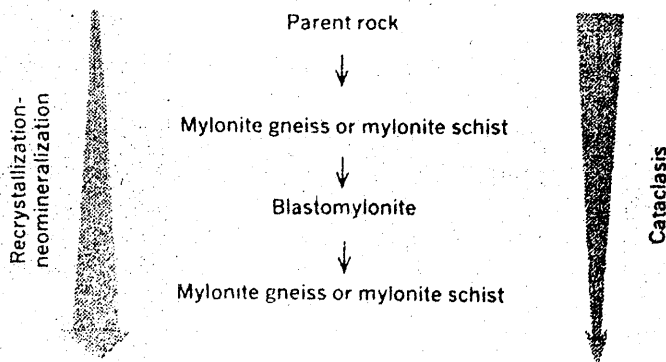 Parent rock
Recrystallization-
neomineralization
Mylonite gneiss or mylonite schist
Blastomylonite
Mylonite gneiss or mylonite schist
Cataclasis